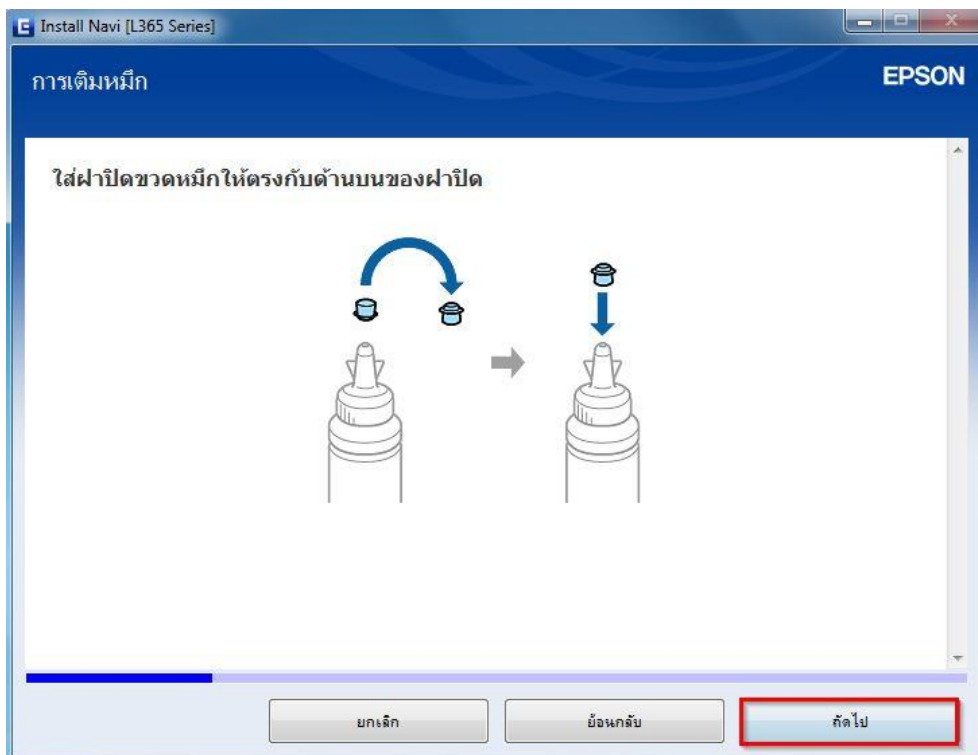 Install Navi [L365 Series]
การเติมหมึก
EPSON
ใส่ฝาปิดขวดหมึกให้ตรงกับด้านบนของฝาปิด
ยกเลิก
ย้อนกลับ
ถัดไป